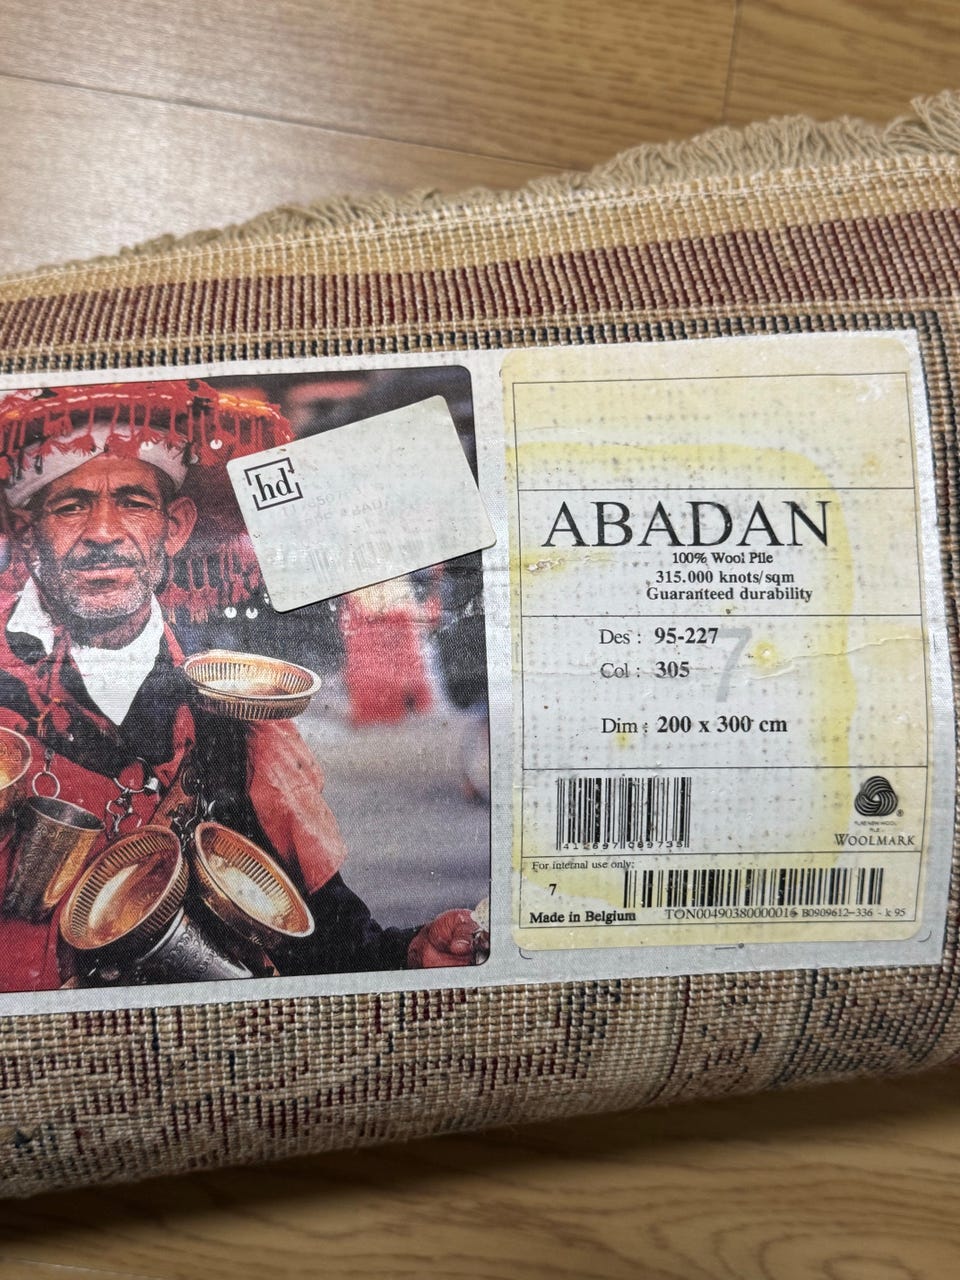 hd
ABADAN
100% Wool Pile
315.000 knots/sqm
Guaranteed durability
Des : 95-227
7
Col : 305
Dim : 200 x 300 cm
WOOLMARK
For internal use only:
7
Made in Belgium TON00490380000016 B0909612-336 - k 95